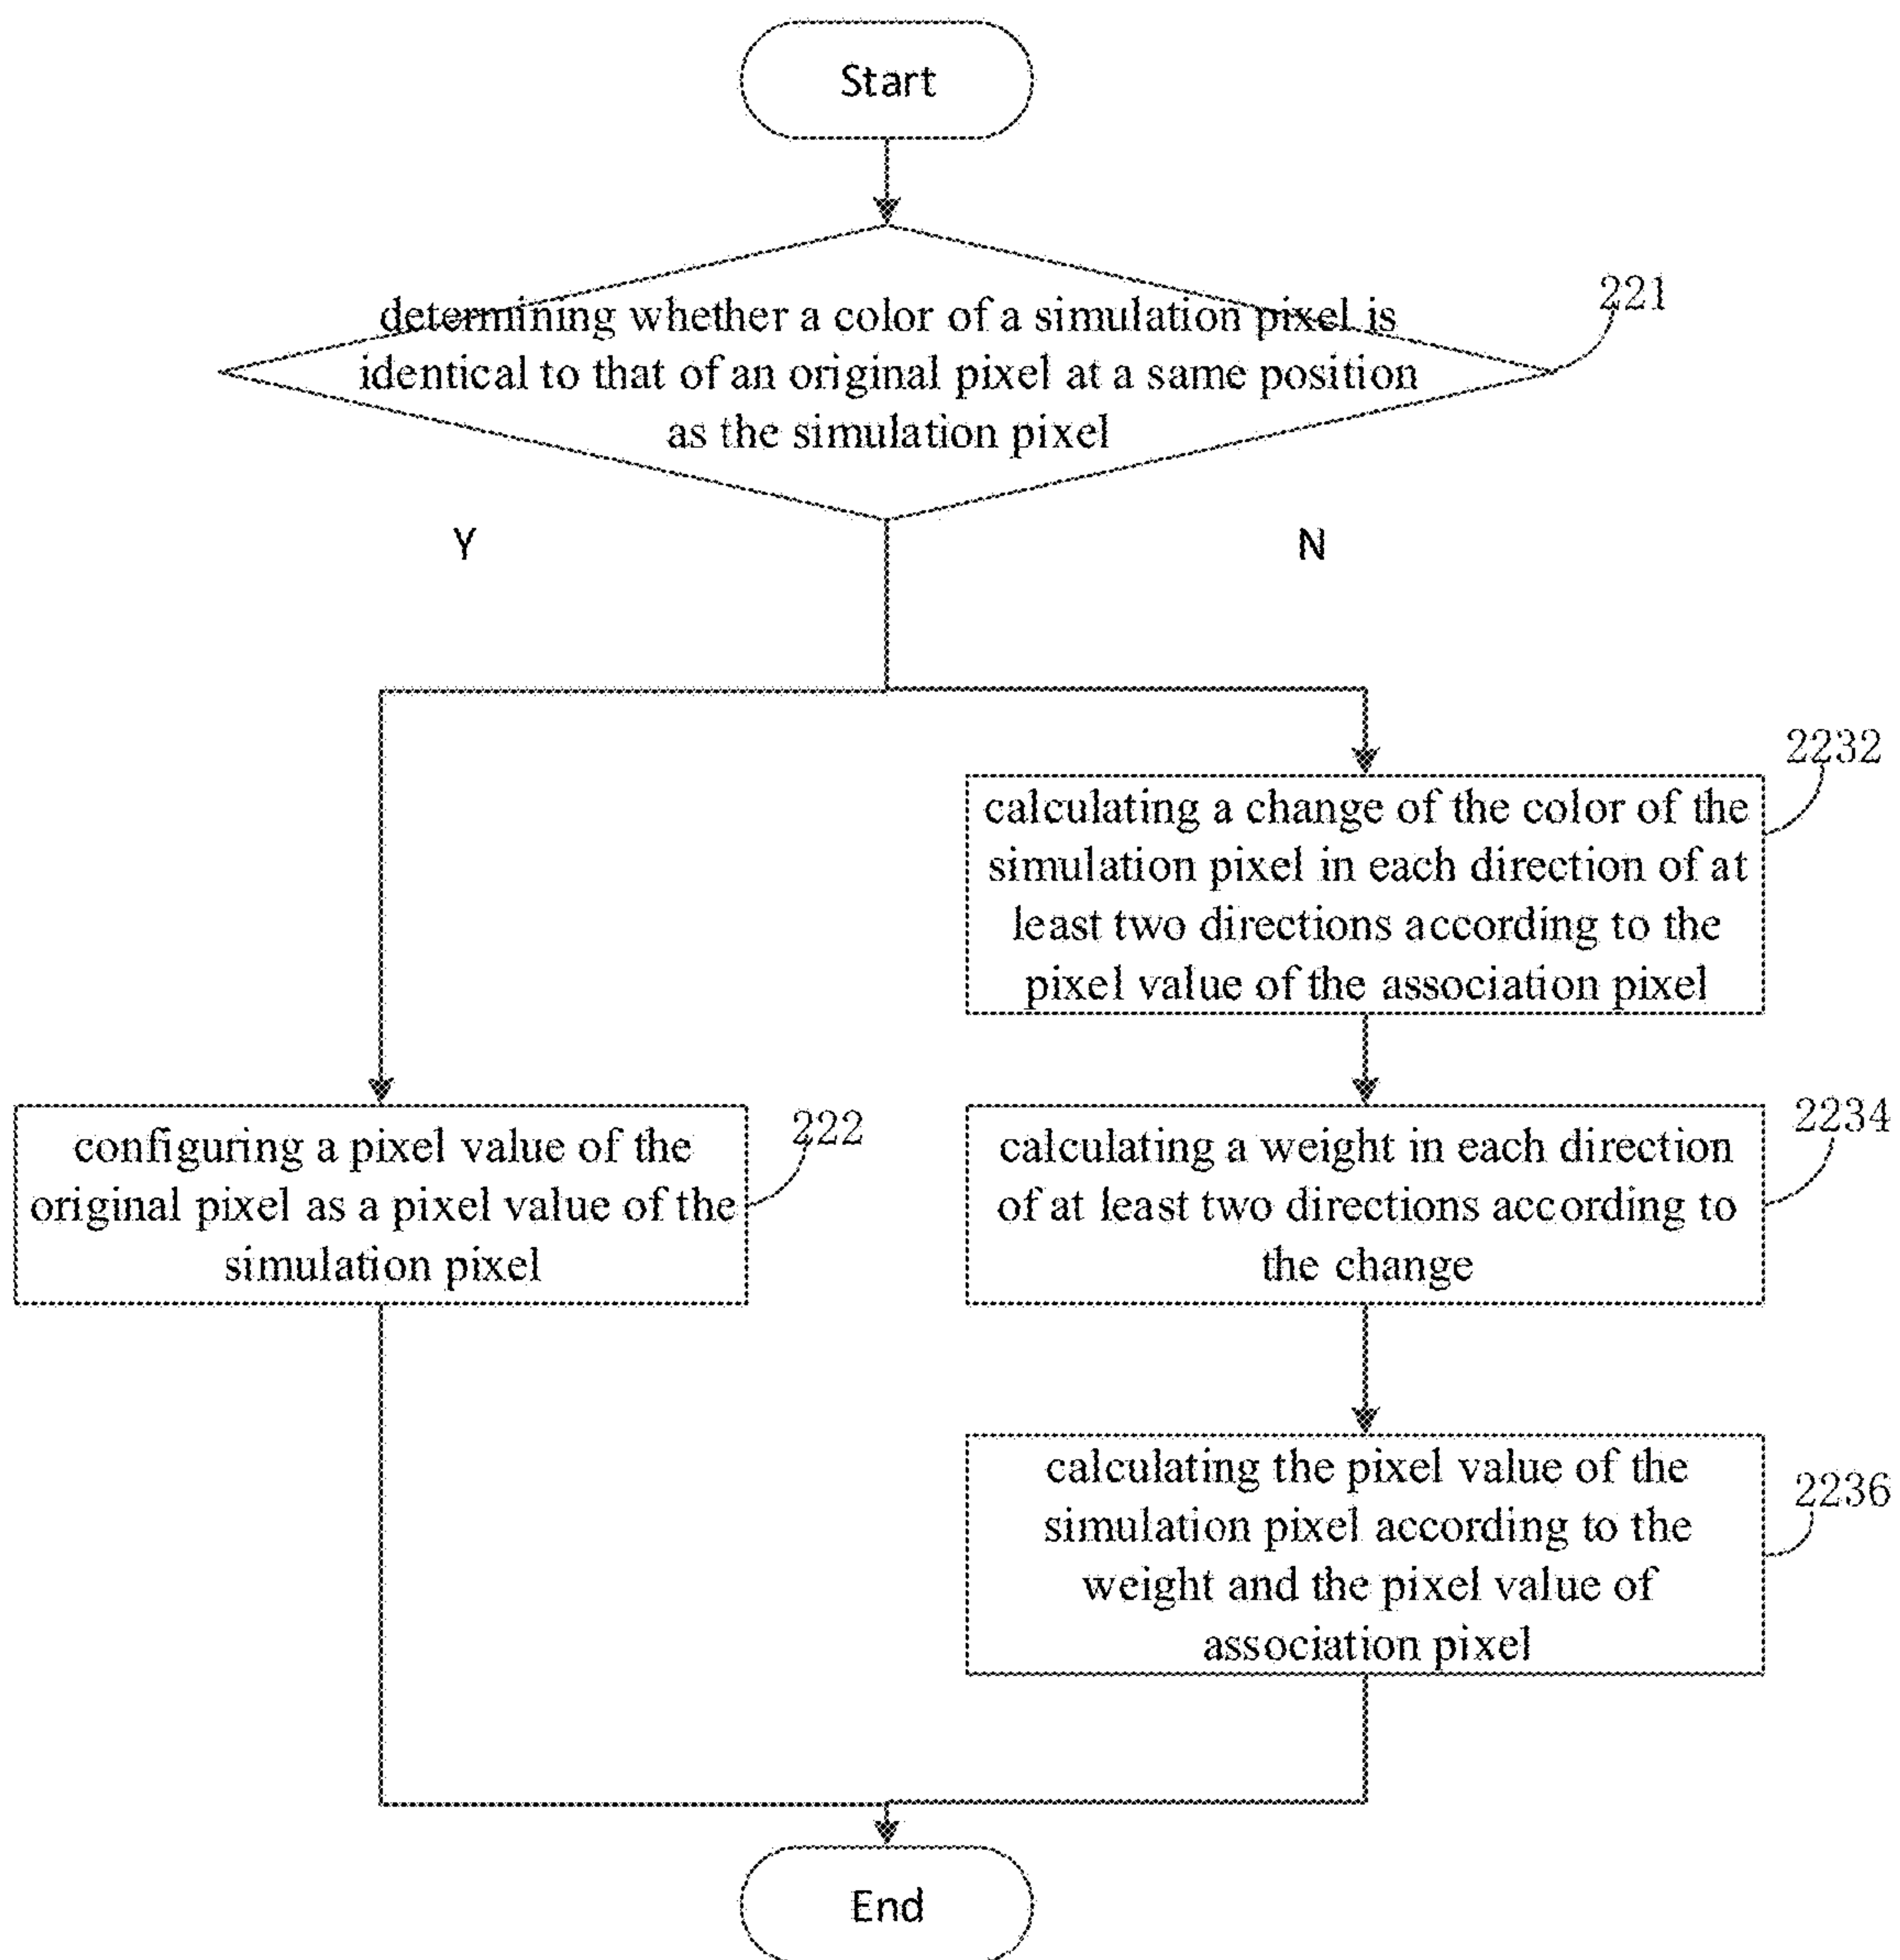 Start
determining whether a color of a simulation pixel is
identical to that of an original pixel at a same position
as the simulation pixel
221
Y
N
calculating a change of the color of the
simulation pixel in each direction of at
least two directions according to the
pixel value of the association pixel
2232
configuring a pixel value of the
original pixel as a pixel value of the
simulation pixel
222
calculating a weight in each direction
of at least two directions according to
the change
2234
calculating the pixel value of the
simulation pixel according to the
weight and the pixel value of
association pixel
2236
End